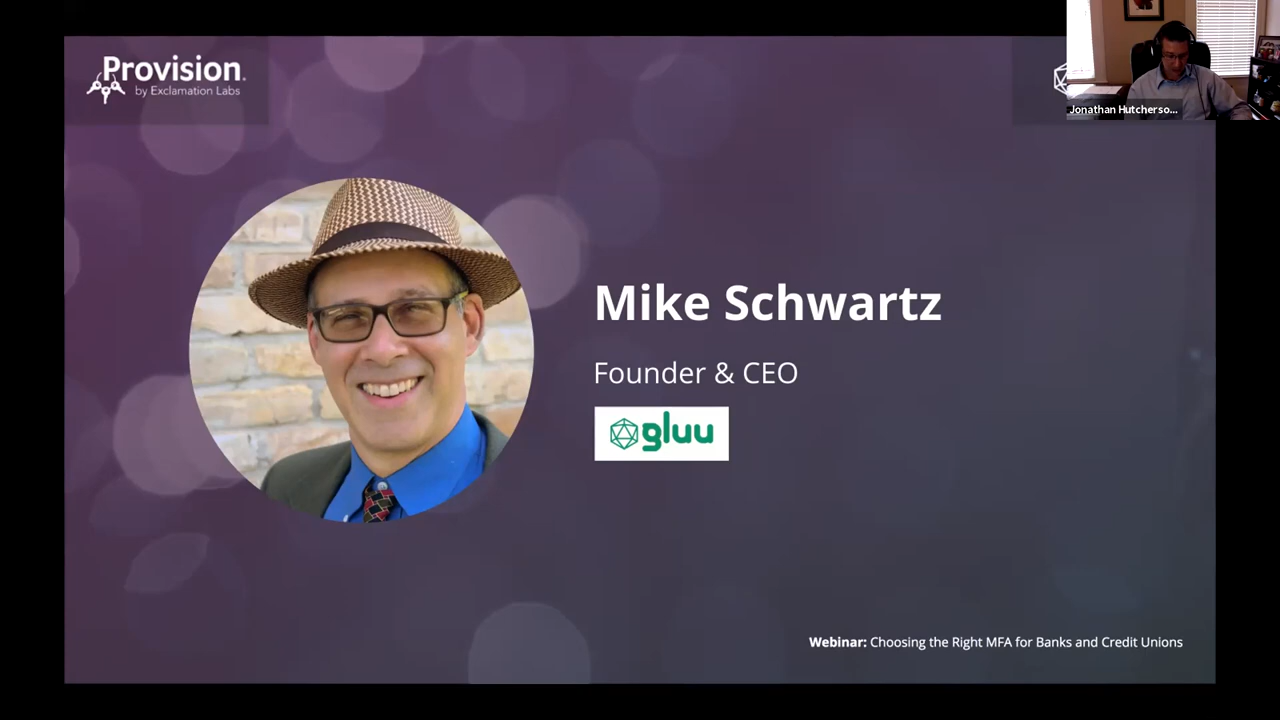 Provision®
by Exclamation Labs
Jonathan Hutcherso...
Mike Schwartz
Founder & CEO
gluu
Webinar: Choosing the Right MFA for Banks and Credit Unions